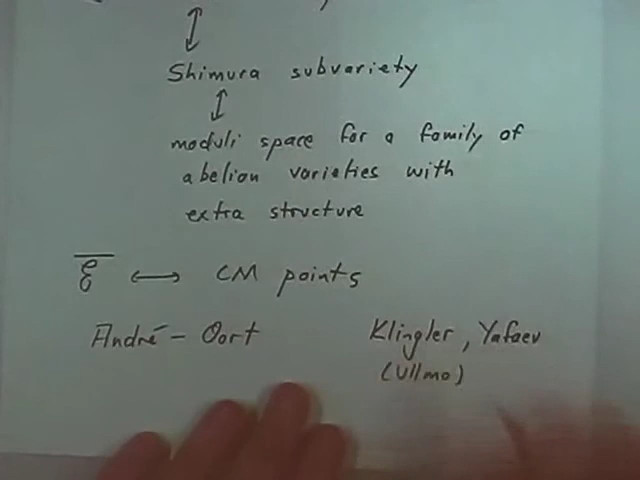 ↕
Shimura subvariety
↕
moduli space for a family of
abelian varieties with
extra structure
ℰ̅ ↔ CM points
André - Oort Klingler, Yafaev
(Ullmo)